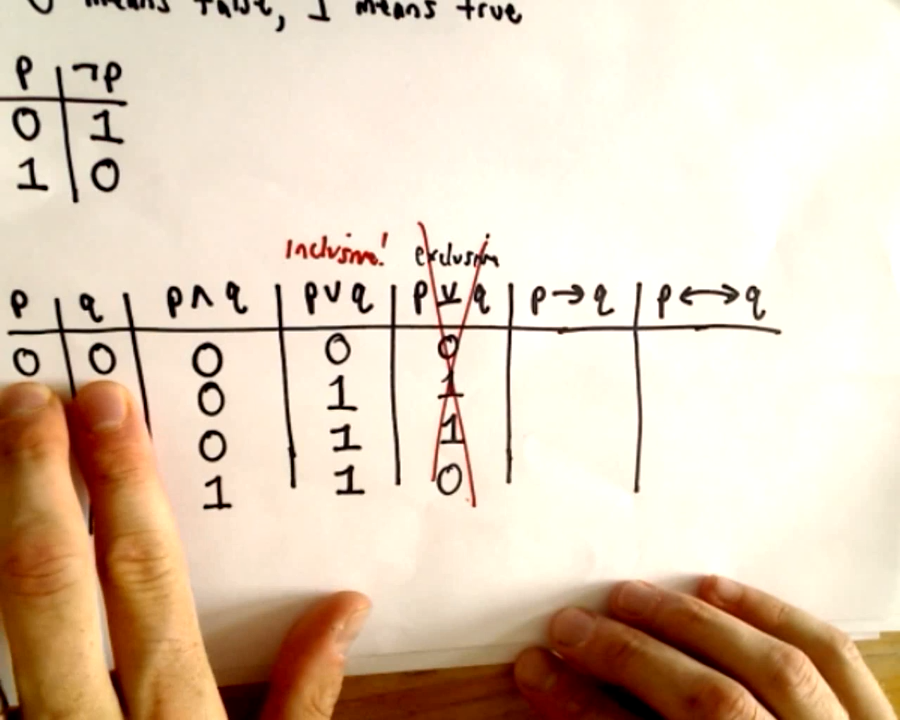 means false, 1 means true
p ¬p
0 1
1 0
Inclusive! exclusive
p q p∧q p∨q p⊻q p→q p↔q
0 0 0 0 0
0 1 1
0 1 1
1 1 0